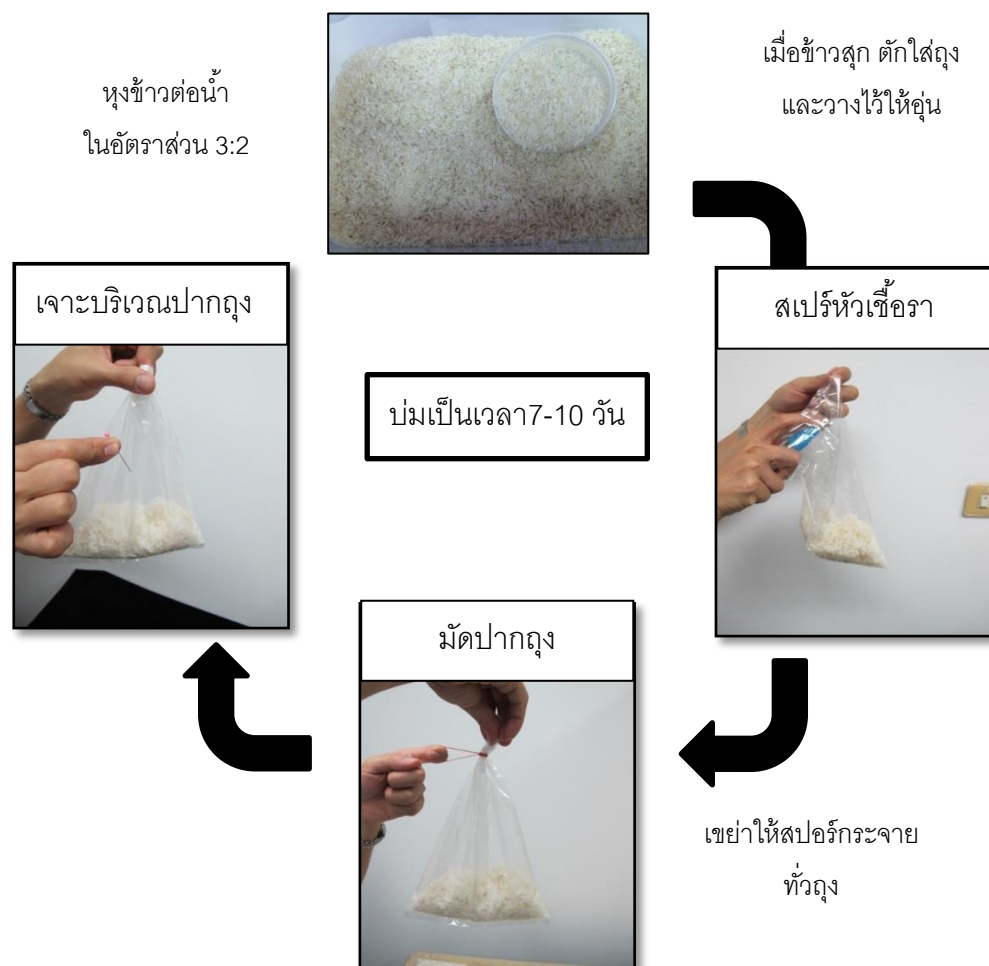 หุงข้าวต่อน้ำ
ในอัตราส่วน 3:2
เมื่อข้าวสุก ตักใส่ถุง
และวางไว้ให้อุ่น
สเปร์หัวเชื้อรา
เขย่าให้สปอร์กระจาย
ทั่วถุง
มัดปากถุง
เจาะบริเวณปากถุง
บ่มเป็นเวลา7-10 วัน